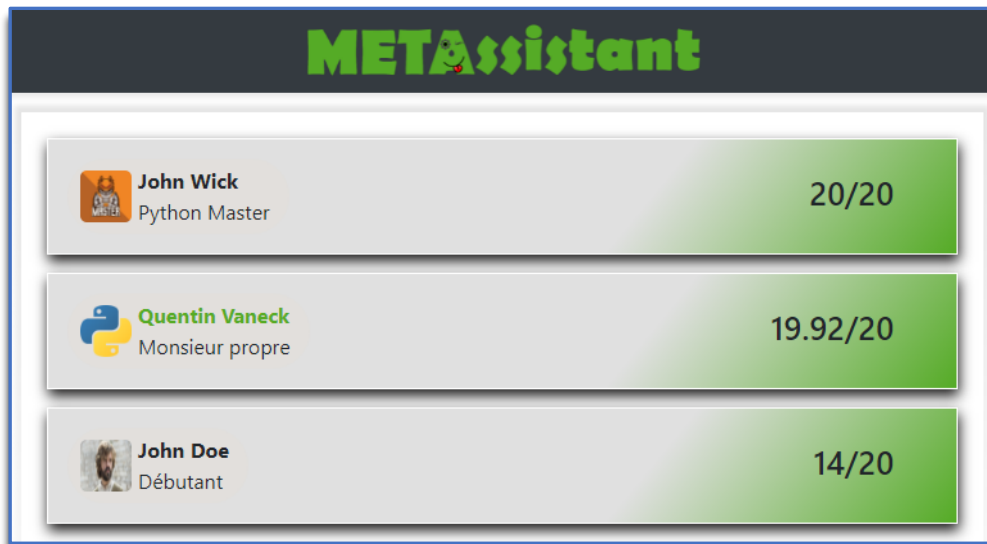 METAssistant
John Wick
Python Master
20/20
Quentin Vaneck
Monsieur propre
19.92/20
John Doe
Débutant
14/20